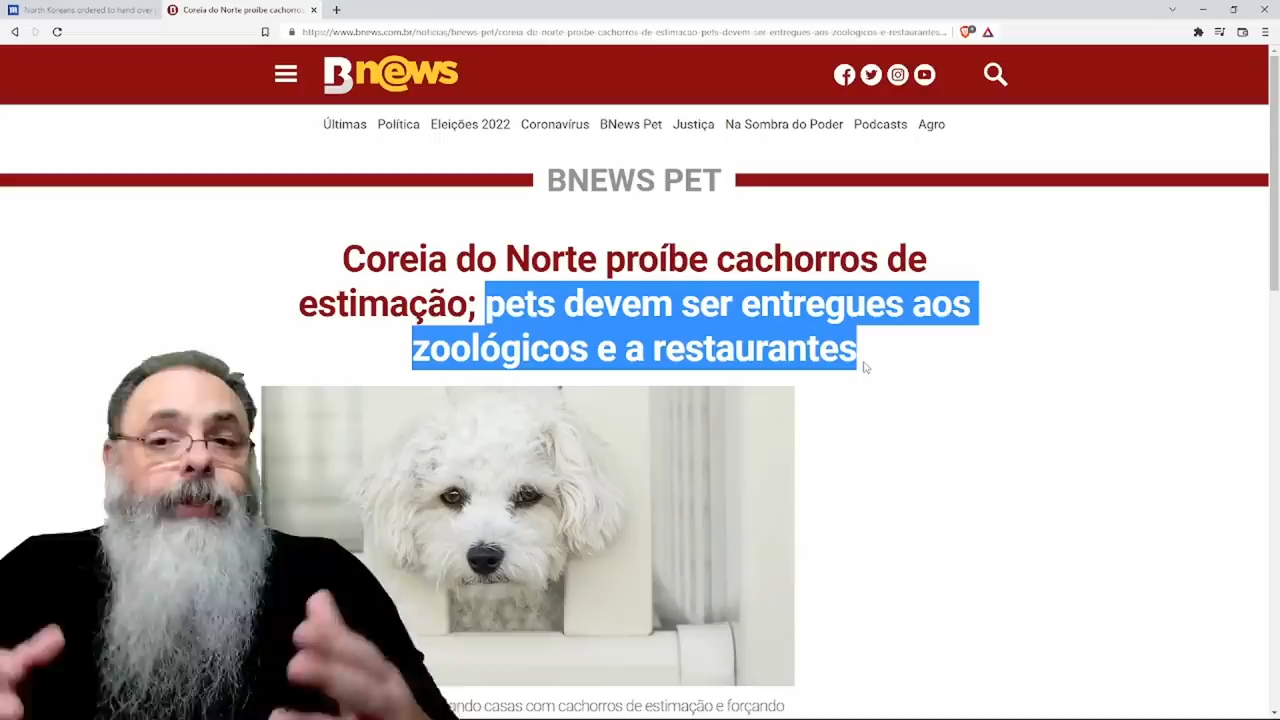 North Koreans ordered to hand over
Coreia do Norte proíbe cachorros
https://www.bnews.com.br/noticias/bnews-pet/coreia-do-norte-proibe-cachorros-de-estimacao-pets-devem-ser-entregues-aos-zoologicos-e-restaurantes...
Bnews
Últimas Política Eleições 2022 Coronavírus BNews Pet Justiça Na Sombra do Poder Podcasts Agro
BNEWS PET
Coreia do Norte proíbe cachorros de
estimação; pets devem ser entregues aos
zoológicos e a restaurantes
ando casas com cachorros de estimação e forçando